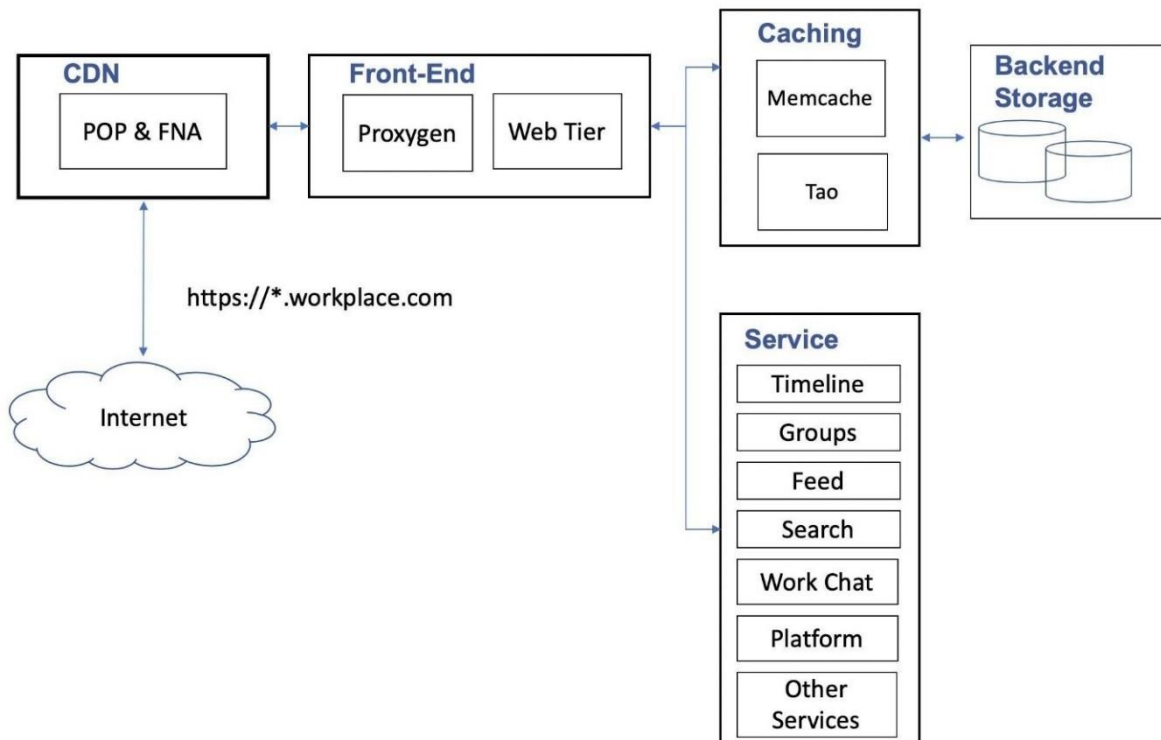 CDN
POP & FNA
Front-End
Proxygen
Web Tier
Caching
Memcache
Tao
Backend
Storage
https://*.workplace.com
Internet
Service
Timeline
Groups
Feed
Search
Work Chat
Platform
Other
Services